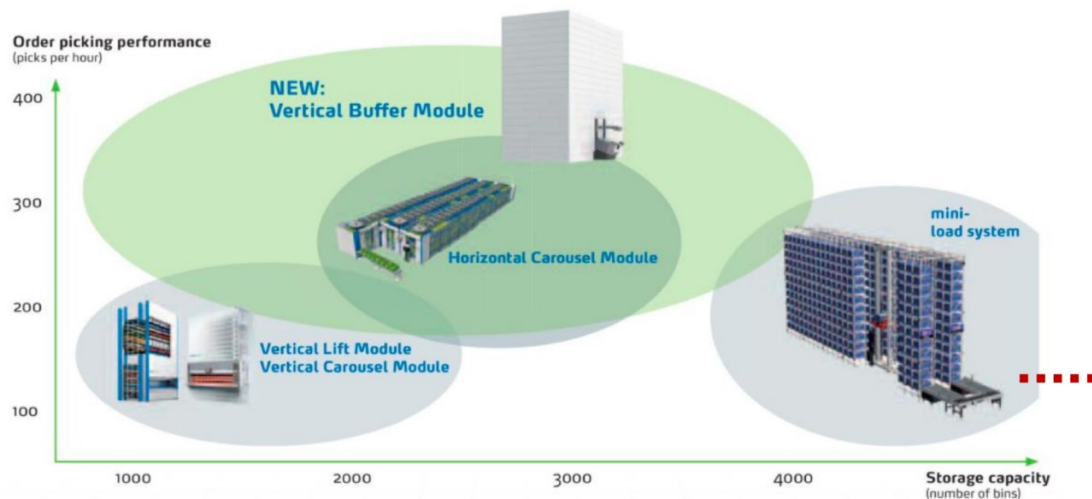 Order picking performance
(picks per hour)
NEW:
Vertical Buffer Module
400
300
mini-
load system
Horizontal Carousel Module
200
Vertical Lift Module
Vertical Carousel Module
100
1000
2000
3000
4000
Storage capacity
(number of bins)